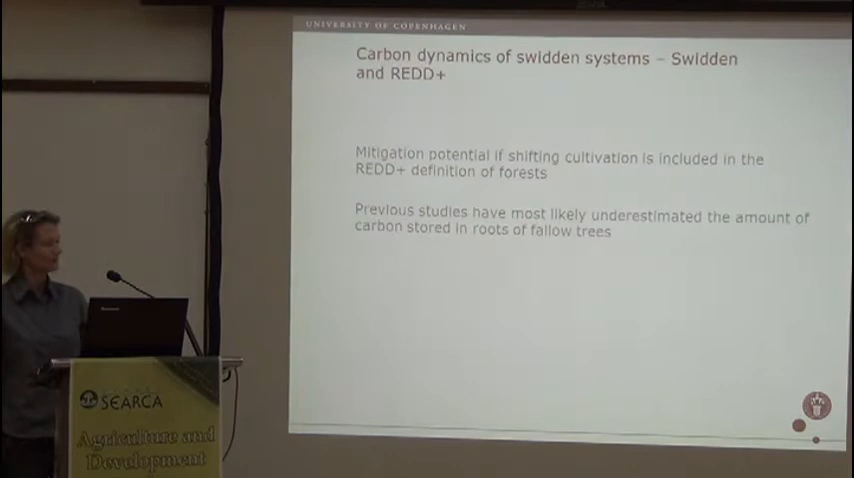 UNIVERSITY OF COPENHAGEN
Carbon dynamics of swidden systems – Swidden
and REDD+
Mitigation potential if shifting cultivation is included in the
REDD+ definition of forests
Previous studies have most likely underestimated the amount of
carbon stored in roots of fallow trees
SEARCA
Agriculture and
Development